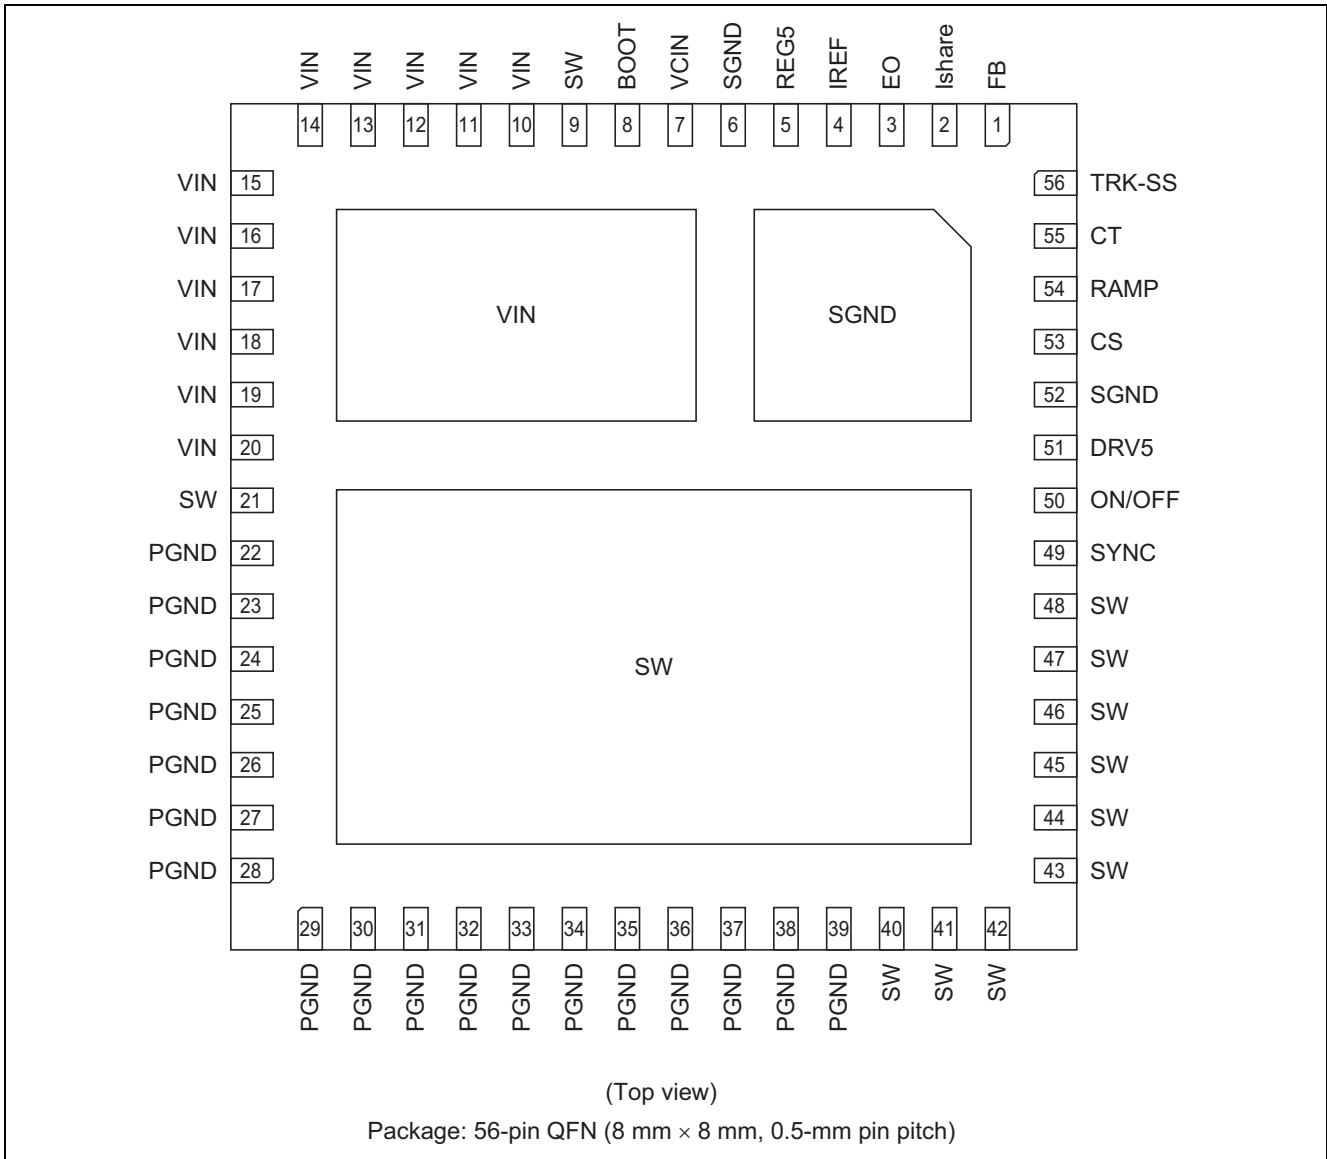 VIN VIN VIN VIN VIN SW BOOT VCIN SGND REG5 IREF EO Ishare FB
14 13 12 11 10 9 8 7 6 5 4 3 2 1
VIN 15 56 TRK-SS
VIN 16 55 CT
VIN 17 54 RAMP
VIN SGND
VIN 18 53 CS
VIN 19 52 SGND
VIN 20 51 DRV5
SW 21 50 ON/OFF
PGND 22 49 SYNC
PGND 23 48 SW
PGND 24 47 SW
SW
PGND 25 46 SW
PGND 26 45 SW
PGND 27 44 SW
PGND 28 43 SW
29 30 31 32 33 34 35 36 37 38 39 40 41 42
PGND PGND PGND PGND PGND PGND PGND PGND PGND PGND PGND SW SW SW
(Top view)
Package: 56-pin QFN (8 mm × 8 mm, 0.5-mm pin pitch)